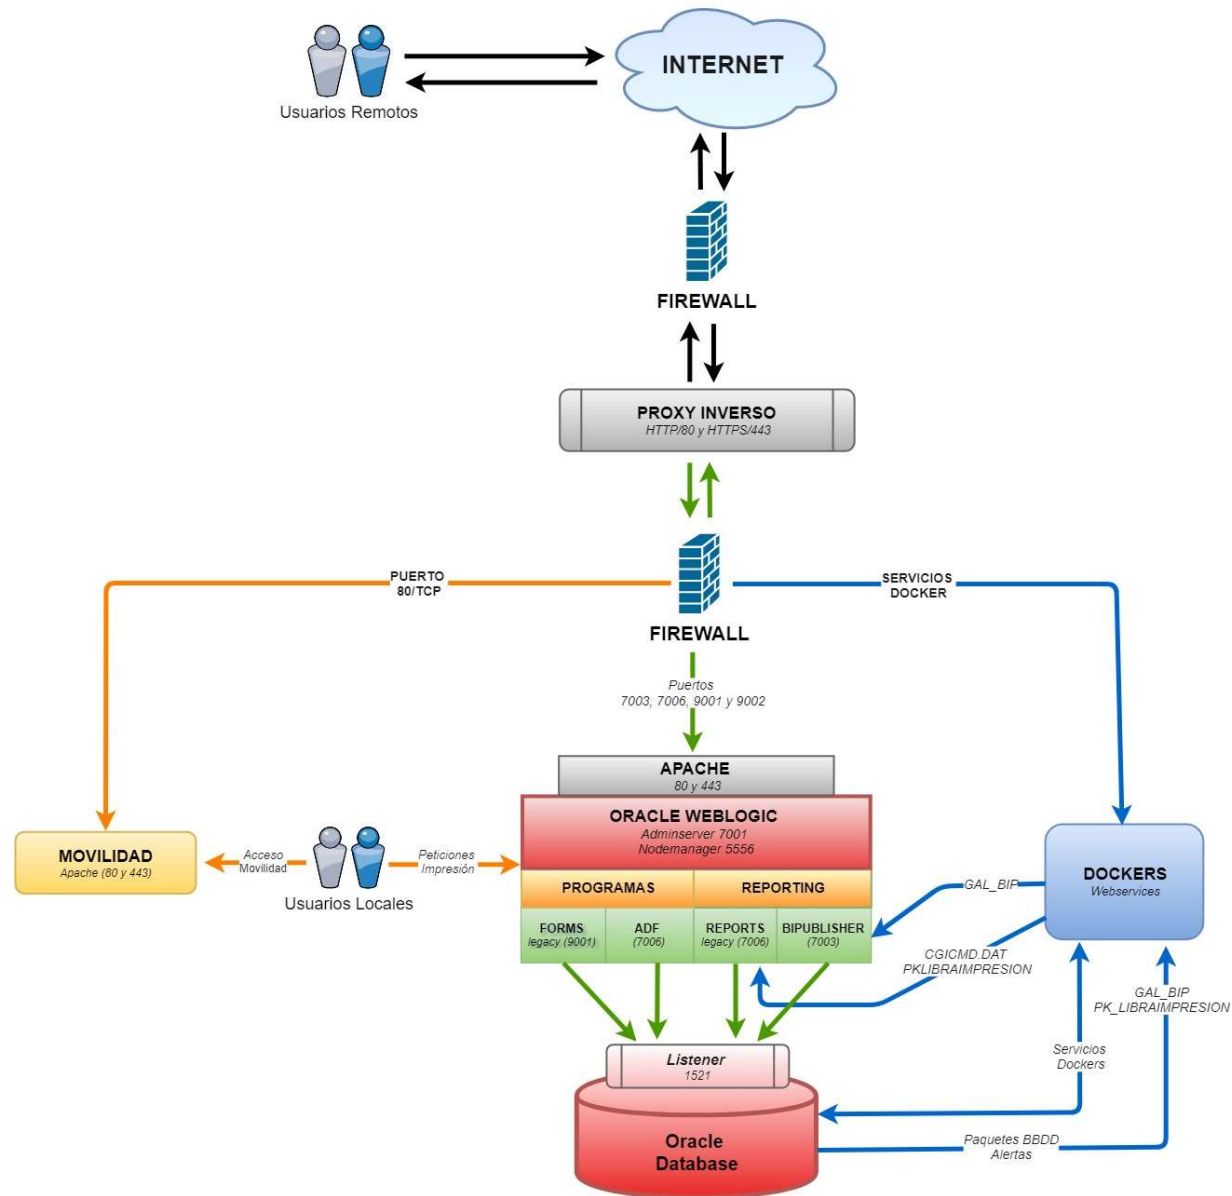 INTERNET
Usuarios Remotos
FIREWALL
PROXY INVERSO
HTTP/80 y HTTPS/443
PUERTO
80/TCP
SERVICIOS
DOCKER
FIREWALL
Puertos
7003, 7006, 9001 y 9002
APACHE
80 y 443
ORACLE WEBLOGIC
Adminserver 7001
Nodemanager 5556
MOVILIDAD
Apache (80 y 443)
Acceso
Movilidad
Usuarios Locales
Peticiones
Impresión
PROGRAMAS
REPORTING
FORMS
legacy (9001)
ADF
(7006)
REPORTS
legacy (7006)
BIPUBLISHER
(7003)
GAL_BIP
DOCKERS
Webservices
CGICMD.DAT
PKLIBRAIMPRESION
GAL_BIP
PK_LIBRAIMPRESION
Servicios
Dockers
Listener
1521
Oracle
Database
Paquetes BBDD
Alertas